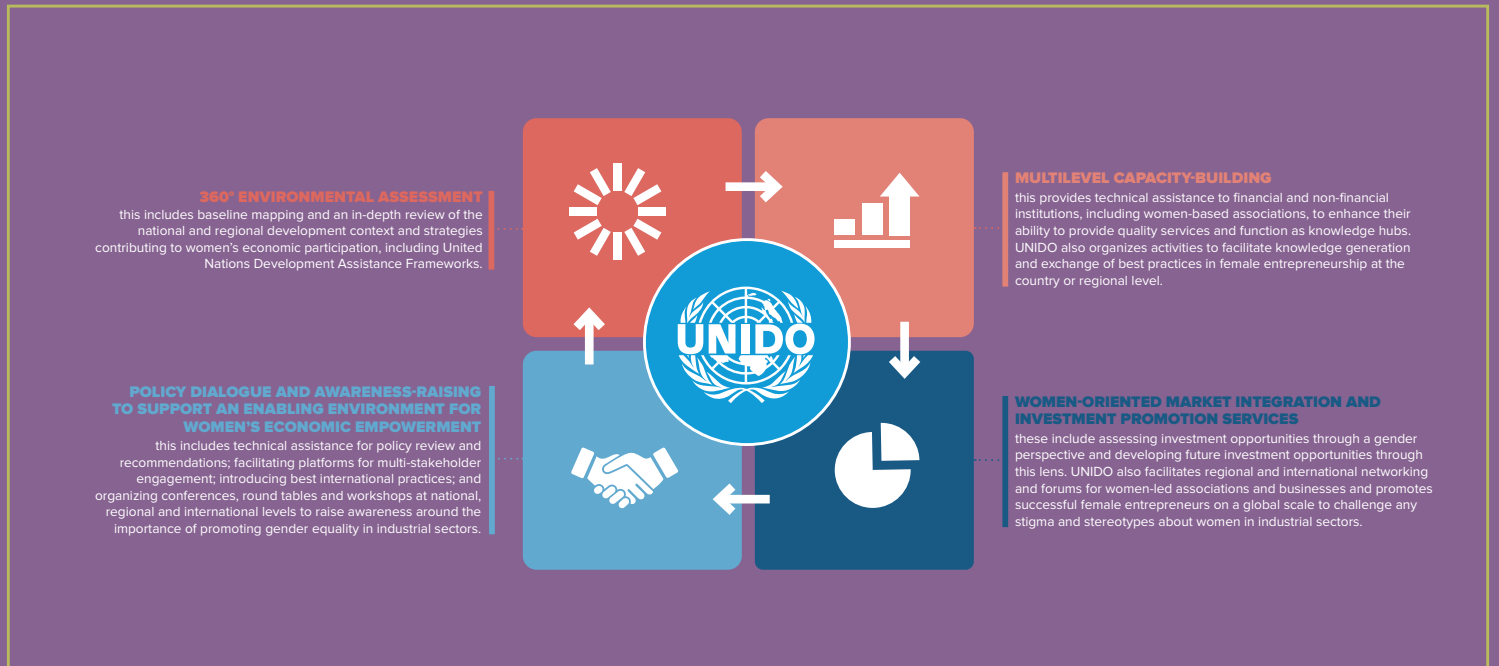 360° ENVIRONMENTAL ASSESSMENT
this includes baseline mapping and an in-depth review of the
national and regional development context and strategies
contributing to women’s economic participation, including United
Nations Development Assistance Frameworks.
MULTILEVEL CAPACITY-BUILDING
this provides technical assistance to financial and non-financial
institutions, including women-based associations, to enhance their
ability to provide quality services and function as knowledge hubs.
UNIDO also organizes activities to facilitate knowledge generation
and exchange of best practices in female entrepreneurship at the
country or regional level.
UNIDO
POLICY DIALOGUE AND AWARENESS-RAISING
TO SUPPORT AN ENABLING ENVIRONMENT FOR
WOMEN’S ECONOMIC EMPOWERMENT
this includes technical assistance for policy review and
recommendations; facilitating platforms for multi-stakeholder
engagement; introducing best international practices; and
organizing conferences, round tables and workshops at national,
regional and international levels to raise awareness around the
importance of promoting gender equality in industrial sectors.
WOMEN-ORIENTED MARKET INTEGRATION AND
INVESTMENT PROMOTION SERVICES
these include assessing investment opportunities through a gender
perspective and developing future investment opportunities through
this lens. UNIDO also facilitates regional and international networking
and forums for women-led associations and businesses and promotes
successful female entrepreneurs on a global scale to challenge any
stigma and stereotypes about women in industrial sectors.